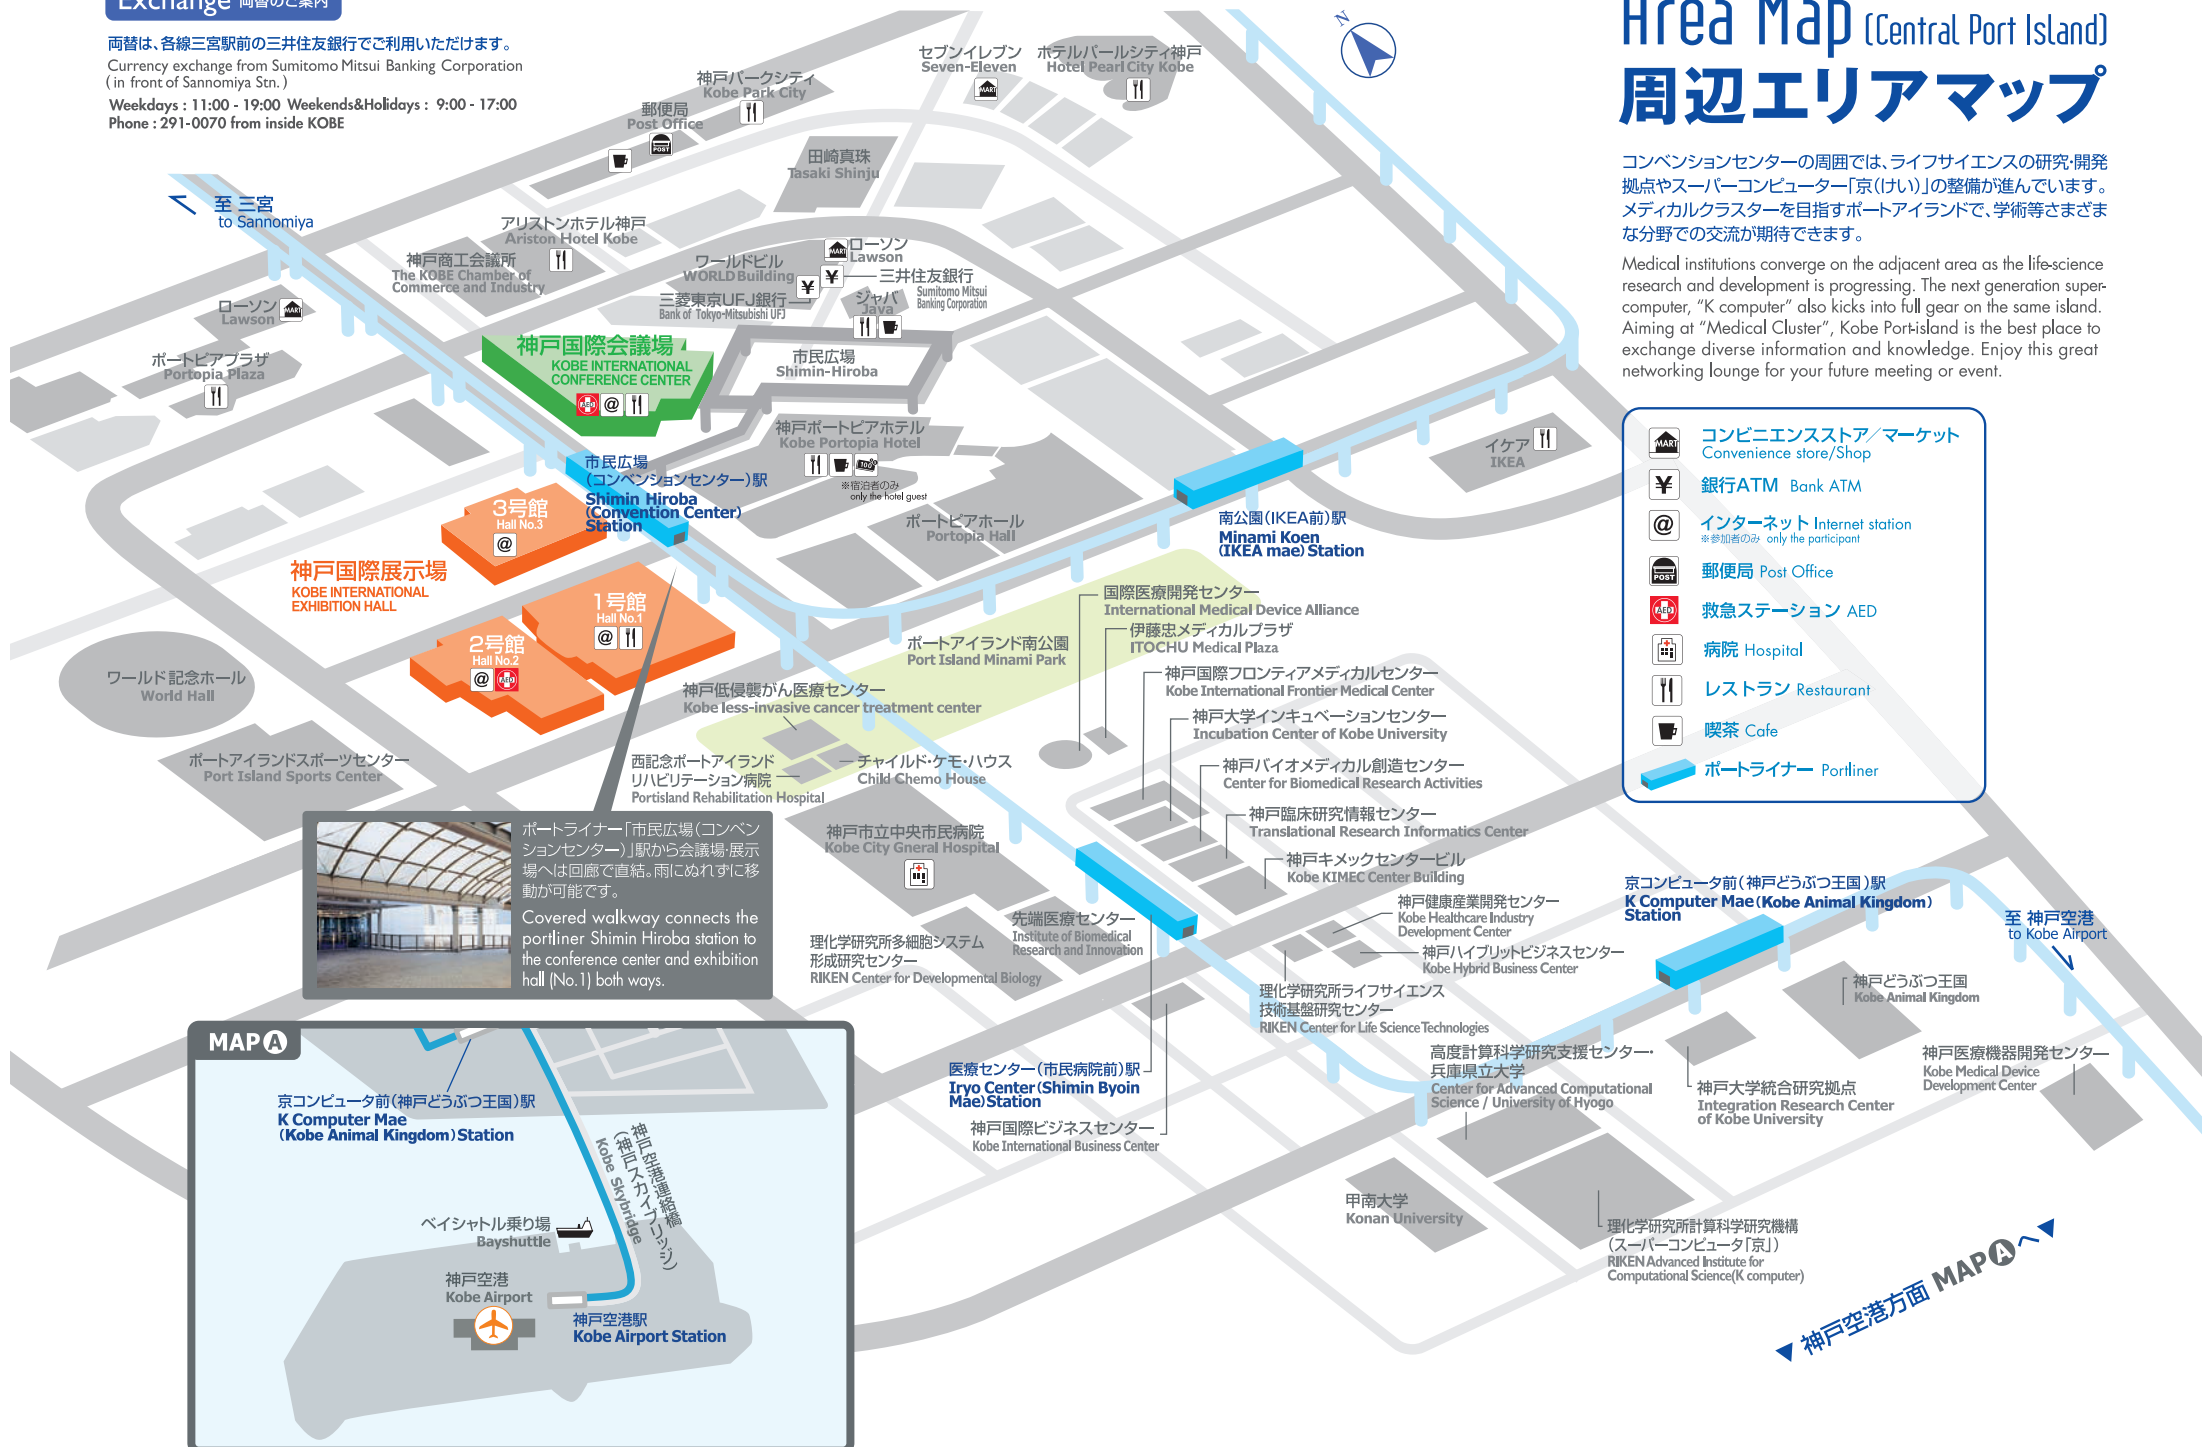 Exchange 両替のご案内
両替は、各線三宮駅前の三井住友銀行でご利用いただけます。
Currency exchange from Sumitomo Mitsui Banking Corporation
(in front of Sannomiya Stn.)
Weekdays : 11:00 - 19:00 Weekends&Holidays : 9:00 - 17:00
Phone : 291-0070 from inside KOBE
Area Map (Central Port Island)
周辺エリアマップ
コンベンションセンターの周囲では、ライフサイエンスの研究・開発
拠点やスーパーコンピューター「京(けい)」の整備が進んでいます。
メディカルクラスターを目指すポートアイランドで、学術等さまざま
な分野での交流が期待できます。
Medical institutions converge on the adjacent area as the life-science
research and development is progressing. The next generation super-
computer, “K computer” also kicks into full gear on the same island.
Aiming at “Medical Cluster”, Kobe Port-island is the best place to
exchange diverse information and knowledge. Enjoy this great
networking lounge for your future meeting or event.
MART
コンビニエンスストア/マーケット
Convenience store/Shop
¥
銀行ATM Bank ATM
@
インターネット Internet station
※参加者のみ only the participant
POST
郵便局 Post Office
AED
救急ステーション AED
病院 Hospital
レストラン Restaurant
喫茶 Cafe
ポートライナー Portliner
N
セブンイレブン
Seven-Eleven
MART
ホテルパールシティ神戸
Hotel Pearl City Kobe
神戸パークシティ
Kobe Park City
郵便局
Post Office
POST
田崎真珠
Tasaki Shinju
至 三宮
to Sannomiya
アリストンホテル神戸
Ariston Hotel Kobe
神戸商工会議所
The KOBE Chamber of
Commerce and Industry
ローソン
Lawson
MART
ワールドビル
WORLD Building
MART
ローソン
Lawson
¥
¥
三井住友銀行
Sumitomo Mitsui
Banking Corporation
三菱東京UFJ銀行
Bank of Tokyo-Mitsubishi UFJ
ジャバ
Java
ポートピアプラザ
Portopia Plaza
神戸国際会議場
KOBE INTERNATIONAL
CONFERENCE CENTER
AED
@
市民広場
Shimin-Hiroba
神戸ポートピアホテル
Kobe Portopia Hotel
100
※宿泊者のみ
only the hotel guest
イケア
IKEA
市民広場
(コンベンションセンター)駅
Shimin Hiroba
(Convention Center)
Station
ポートピアホール
Portopia Hall
南公園(IKEA前)駅
Minami Koen
(IKEA mae) Station
3号館
Hall No.3
@
神戸国際展示場
KOBE INTERNATIONAL
EXHIBITION HALL
1号館
Hall No.1
@
2号館
Hall No.2
@
AED
ワールド記念ホール
World Hall
ポートアイランドスポーツセンター
Port Island Sports Center
国際医療開発センター
International Medical Device Alliance
伊藤忠メディカルプラザ
ITOCHU Medical Plaza
ポートアイランド南公園
Port Island Minami Park
神戸国際フロンティアメディカルセンター
Kobe International Frontier Medical Center
神戸低侵襲がん医療センター
Kobe less-invasive cancer treatment center
神戸大学インキュベーションセンター
Incubation Center of Kobe University
西記念ポートアイランド
リハビリテーション病院
Portisland Rehabilitation Hospital
チャイルド・ケモ・ハウス
Child Chemo House
神戸バイオメディカル創造センター
Center for Biomedical Research Activities
神戸臨床研究情報センター
Translational Research Informatics Center
神戸市立中央市民病院
Kobe City Gneral Hospital
神戸キメックセンタービル
Kobe KIMEC Center Building
ポートライナー「市民広場(コンベン
ションセンター)」駅から会議場・展示
場へは回廊で直結。雨にぬれずに移
動が可能です。
Covered walkway connects the
portliner Shimin Hiroba station to
the conference center and exhibition
hall (No.1) both ways.
神戸健康産業開発センター
Kobe Healthcare Industry
Development Center
先端医療センター
Institute of Biomedical
Research and Innovation
理化学研究所多細胞システム
形成研究センター
RIKEN Center for Developmental Biology
神戸ハイブリットビジネスセンター
Kobe Hybrid Business Center
理化学研究所ライフサイエンス
技術基盤研究センター
RIKEN Center for Life Science Technologies
京コンピュータ前(神戸どうぶつ王国)駅
K Computer Mae (Kobe Animal Kingdom)
Station
至 神戸空港
to Kobe Airport
神戸どうぶつ王国
Kobe Animal Kingdom
高度計算科学研究支援センター・
兵庫県立大学
Center for Advanced Computational
Science / University of Hyogo
神戸大学統合研究拠点
Integration Research Center
of Kobe University
神戸医療機器開発センター
Kobe Medical Device
Development Center
医療センター(市民病院前)駅
Iryo Center (Shimin Byoin
Mae) Station
神戸国際ビジネスセンター
Kobe International Business Center
甲南大学
Konan University
理化学研究所計算科学研究機構
(スーパーコンピュータ「京」)
RIKEN Advanced Institute for
Computational Science(K computer)
神戸空港方面 MAP A へ
MAP A
京コンピュータ前(神戸どうぶつ王国)駅
K Computer Mae
(Kobe Animal Kingdom) Station
神戸空港連絡橋
(神戸スカイブリッジ)
Kobe Skybridge
ベイシャトル乗り場
Bayshuttle
神戸空港
Kobe Airport
神戸空港駅
Kobe Airport Station